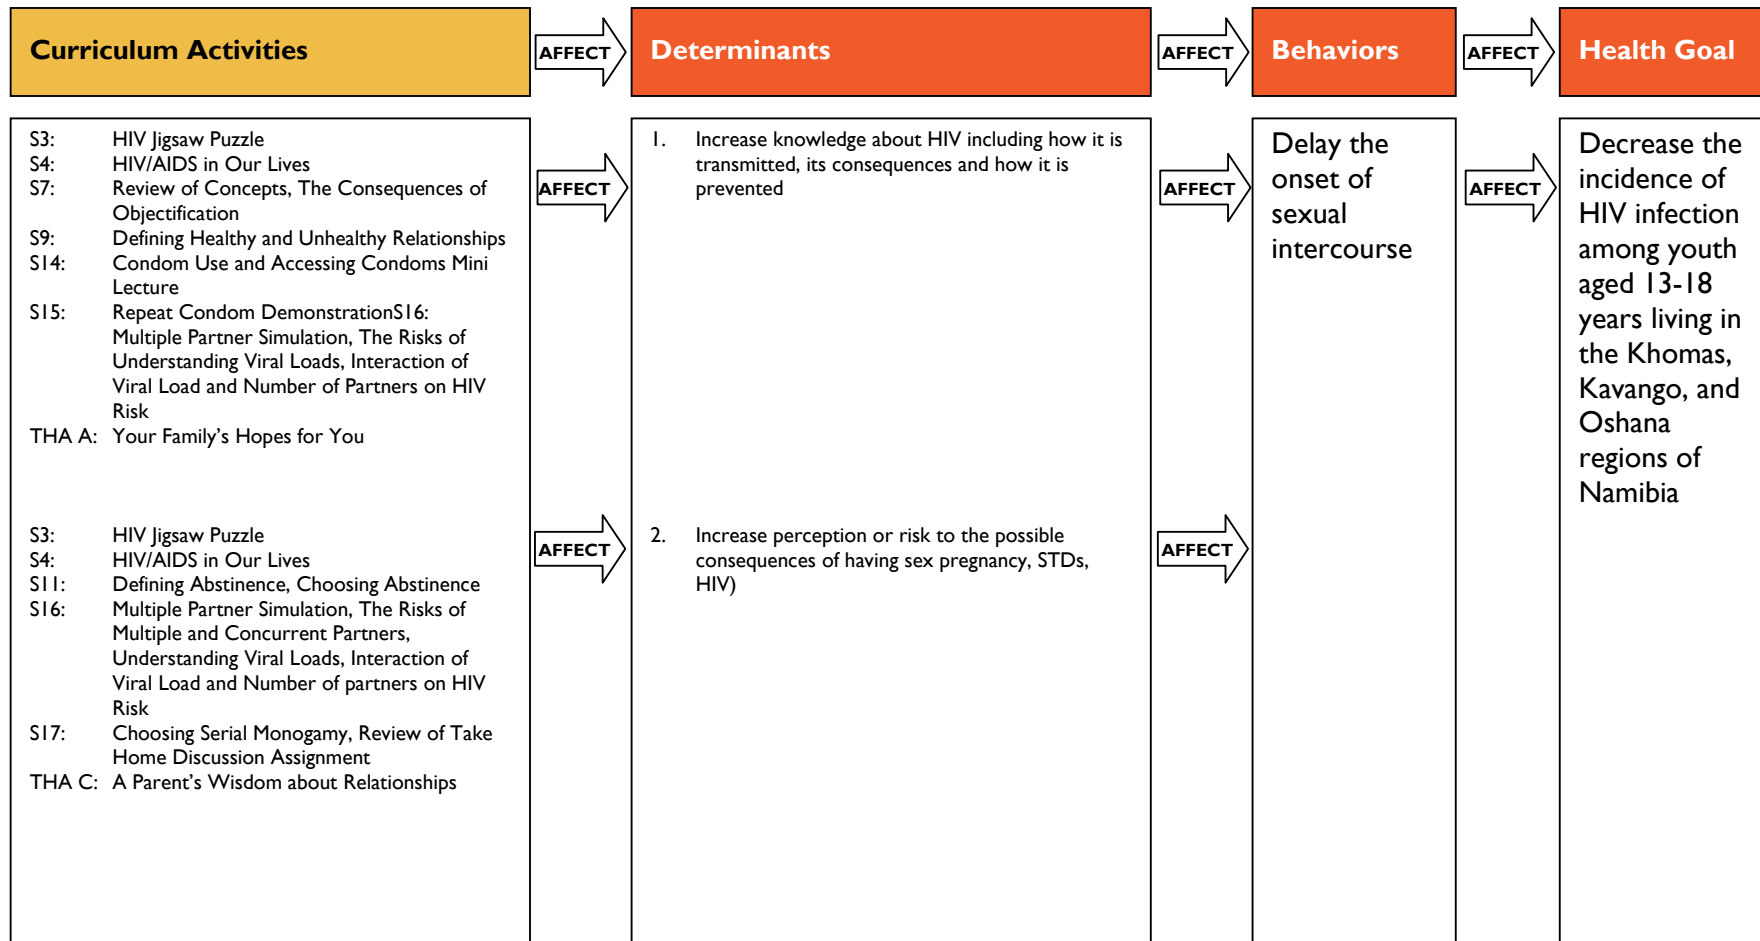 Curriculum Activities
AFFECT
Determinants
AFFECT
Behaviors
AFFECT
Health Goal
S3: HIV Jigsaw Puzzle
S4: HIV/AIDS in Our Lives
S7: Review of Concepts, The Consequences of
Objectification
S9: Defining Healthy and Unhealthy Relationships
S14: Condom Use and Accessing Condoms Mini
Lecture
S15: Repeat Condom DemonstrationS16:
Multiple Partner Simulation, The Risks of
Understanding Viral Loads, Interaction of
Viral Load and Number of Partners on HIV
Risk
THA A: Your Family's Hopes for You
AFFECT
1. Increase knowledge about HIV including how it is
transmitted, its consequences and how it is
prevented
AFFECT
Delay the
onset of
sexual
intercourse
AFFECT
Decrease the
incidence of
HIV infection
among youth
aged 13-18
years living in
the Khomas,
Kavango, and
Oshana
regions of
Namibia
S3: HIV Jigsaw Puzzle
S4: HIV/AIDS in Our Lives
S11: Defining Abstinence, Choosing Abstinence
S16: Multiple Partner Simulation, The Risks of
Multiple and Concurrent Partners,
Understanding Viral Loads, Interaction of
Viral Load and Number of partners on HIV
Risk
S17: Choosing Serial Monogamy, Review of Take
Home Discussion Assignment
THA C: A Parent's Wisdom about Relationships
AFFECT
2. Increase perception or risk to the possible
consequences of having sex pregnancy, STDs,
HIV)
AFFECT